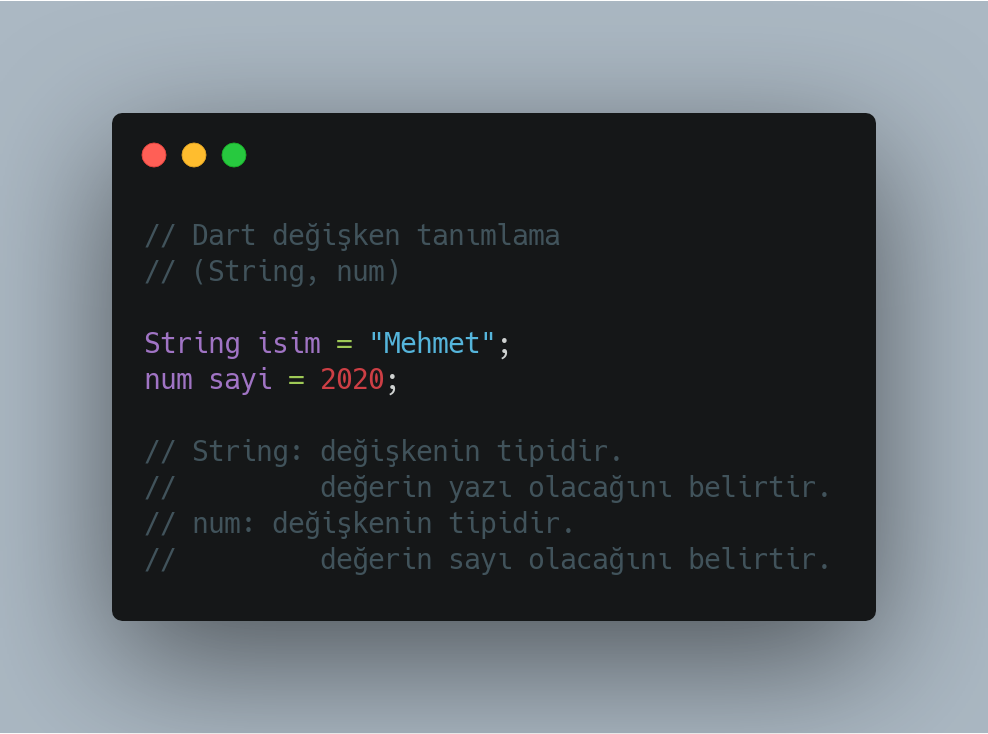 // Dart değişken tanımlama
// (String, num)
String isim = "Mehmet";
num sayi = 2020;
// String: değişkenin tipidir.
//         değerin yazı olacağını belirtir.
// num: değişkenin tipidir.
//         değerin sayı olacağını belirtir.